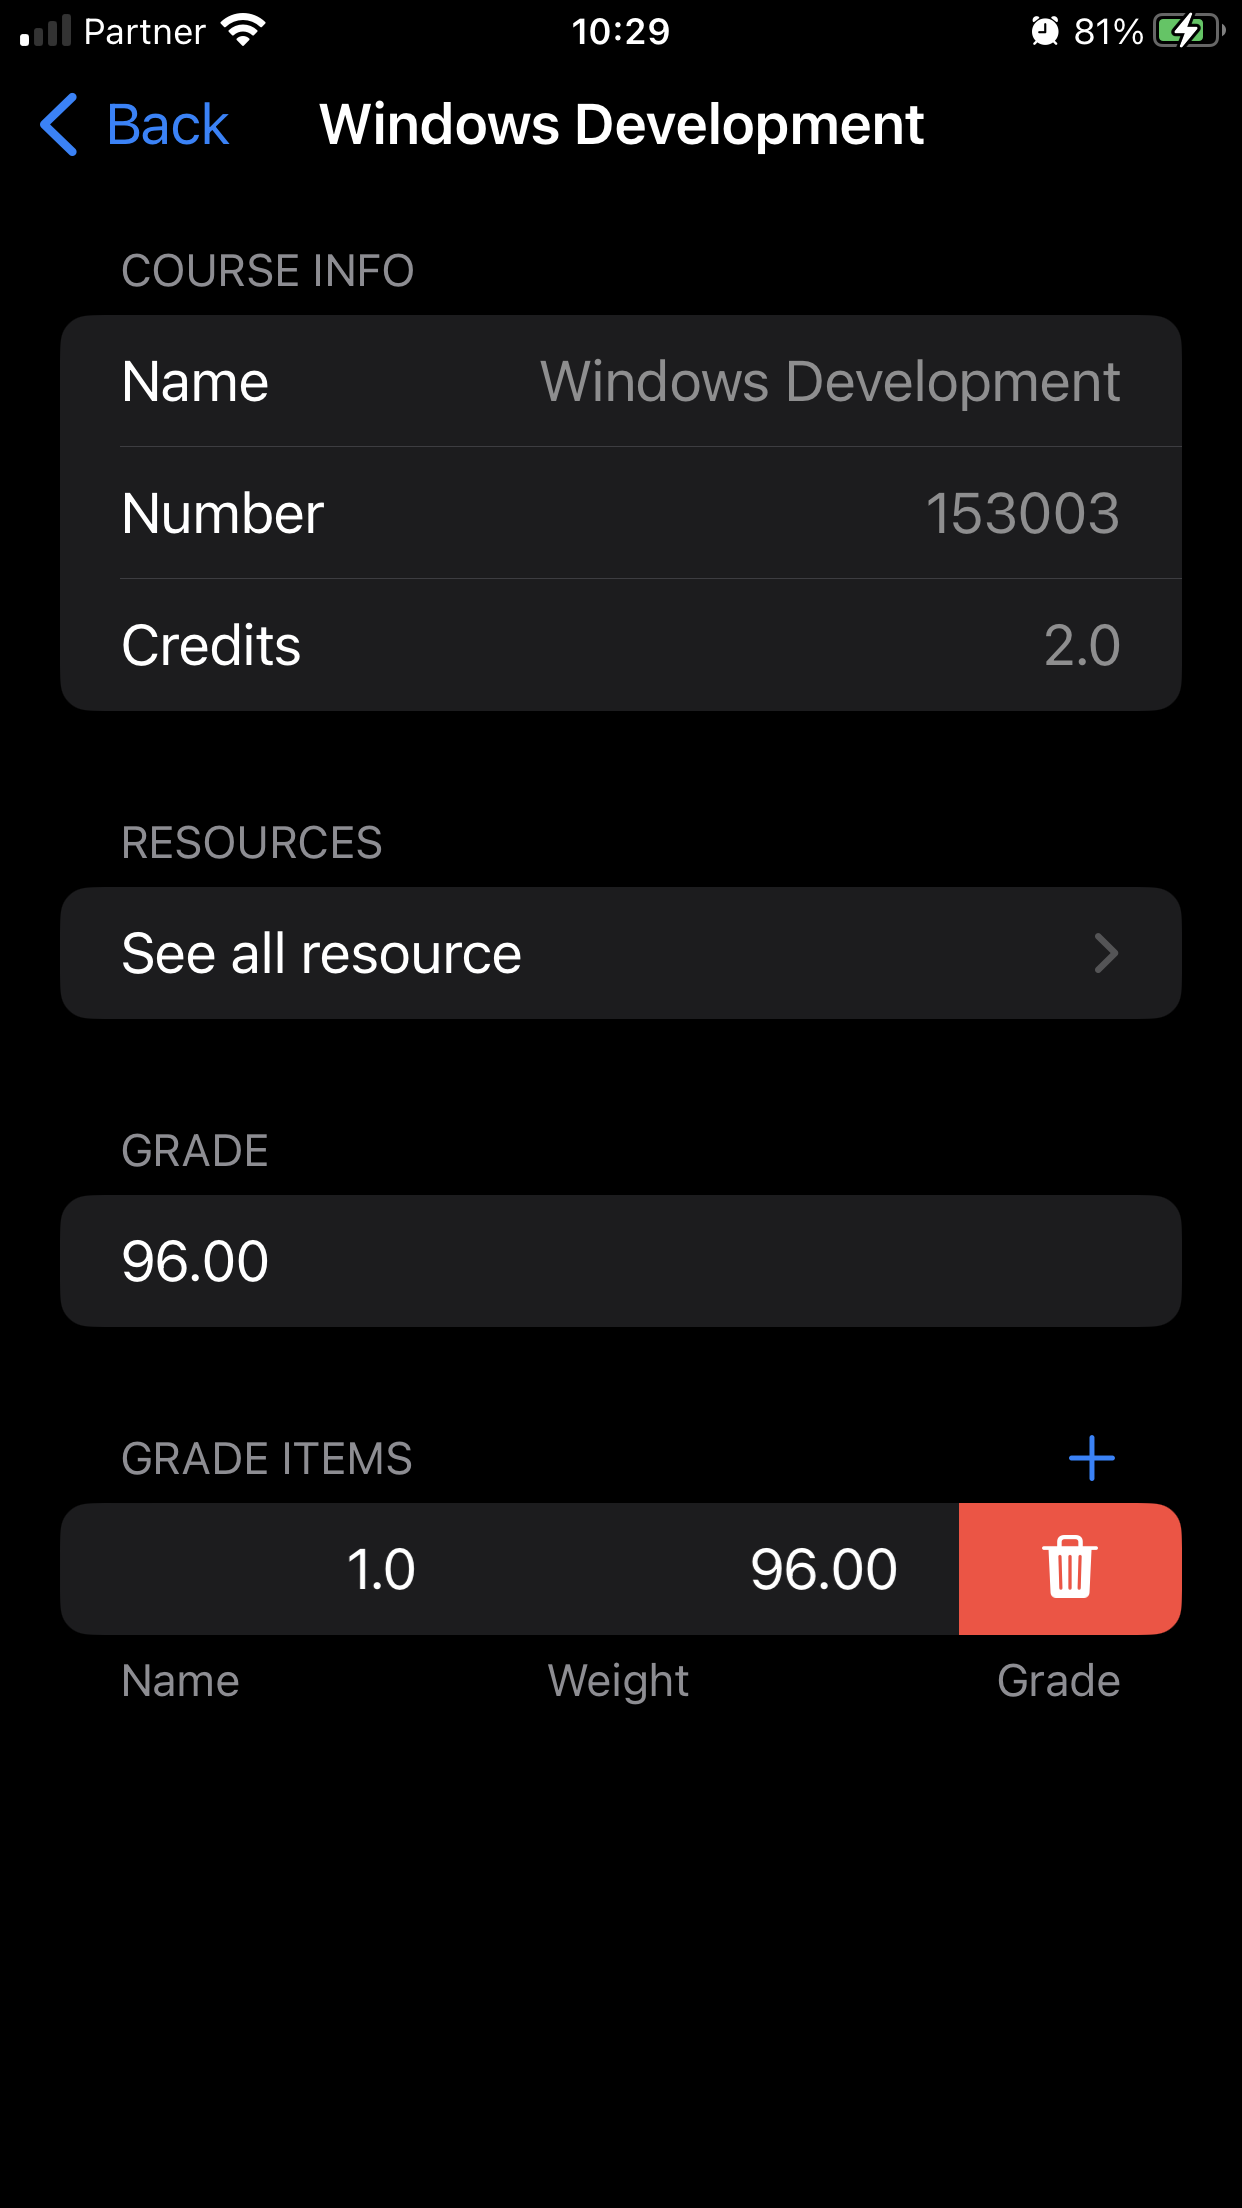 Partner 10:29 81%
Back Windows Development
COURSE INFO
Name Windows Development
Number 153003
Credits 2.0
RESOURCES
See all resource
GRADE
96.00
GRADE ITEMS
1.0 96.00
Name Weight Grade